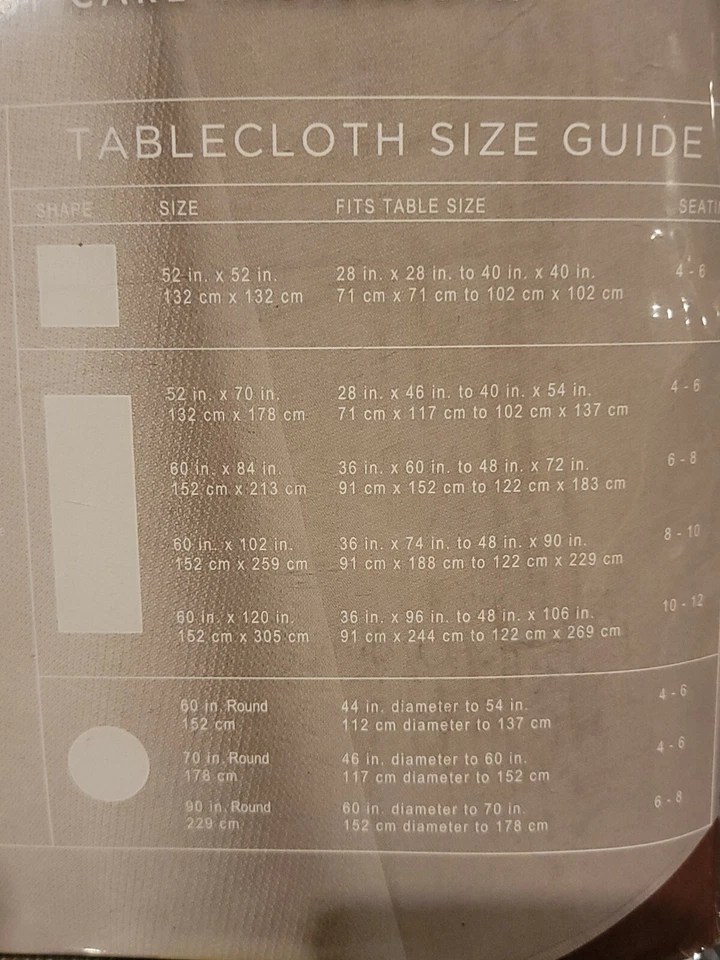 TABLECLOTH SIZE GUIDE
SHAPE SIZE FITS TABLE SIZE
52 in. x 52 in. 28 in. x 28 in. to 40 in. x 40 in. 4 - 6
132 cm x 132 cm 71 cm x 71 cm to 102 cm x 102 cm
52 in. x 70 in. 28 in. x 46 in. to 40 in. x 54 in. 4 - 6
132 cm x 178 cm 71 cm x 117 cm to 102 cm x 137 cm
60 in. x 84 in. 36 in. x 60 in. to 48 in. x 72 in. 6 - 8
152 cm x 213 cm 91 cm x 152 cm to 122 cm x 183 cm
60 in. x 102 in. 36 in. x 74 in. to 48 in. x 90 in. 8 - 10
152 cm x 259 cm 91 cm x 188 cm to 122 cm x 229 cm
60 in. x 120 in. 36 in. x 96 in. to 48 in. x 106 in. 10 - 12
152 cm x 305 cm 91 cm x 244 cm to 122 cm x 269 cm
60 in. Round 44 in. diameter to 54 in. 4 - 6
152 cm 112 cm diameter to 137 cm
70 in. Round 46 in. diameter to 60 in. 4 - 6
178 cm 117 cm diameter to 152 cm
90 in. Round 60 in. diameter to 70 in. 6 - 8
229 cm 152 cm diameter to 178 cm